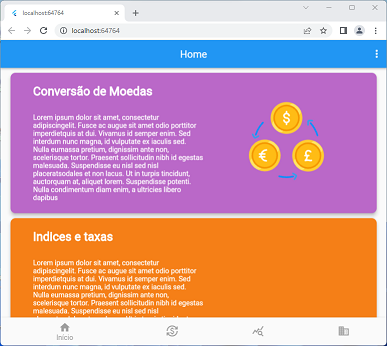 localhost:64764
localhost:64764
Home
Conversão de Moedas
Lorem ipsum dolor sit amet, consectetur
adipiscingelit. Fusce ac augue sit amet odio porttitor
imperdietquis at dui. Vivamus id semper enim. Sed
interdum nunc magna, id vulputate ex iaculis sed.
Nulla eumassa pretium, dignissim ante non,
scelerisque tortor. Praesent sollicitudin nibh id egestas
malesuada. Suspendisse eu nisl sed nisl
placeratsodales non ut lacus. Ut in turpis tincidunt,
auctorquam at, aliquet lorem. Suspendisse potenti.
Nulla condimentum diam enim, a ultricies libero
dapibus
$
€ £
Indices e taxas
Lorem ipsum dolor sit amet, consectetur
adipiscingelit. Fusce ac augue sit amet odio porttitor
imperdietquis at dui. Vivamus id semper enim. Sed
interdum nunc magna, id vulputate ex iaculis sed.
Nulla eumassa pretium, dignissim ante non,
scelerisque tortor. Praesent sollicitudin nibh id egestas
malesuada. Suspendisse eu nisl sed nisl
Início